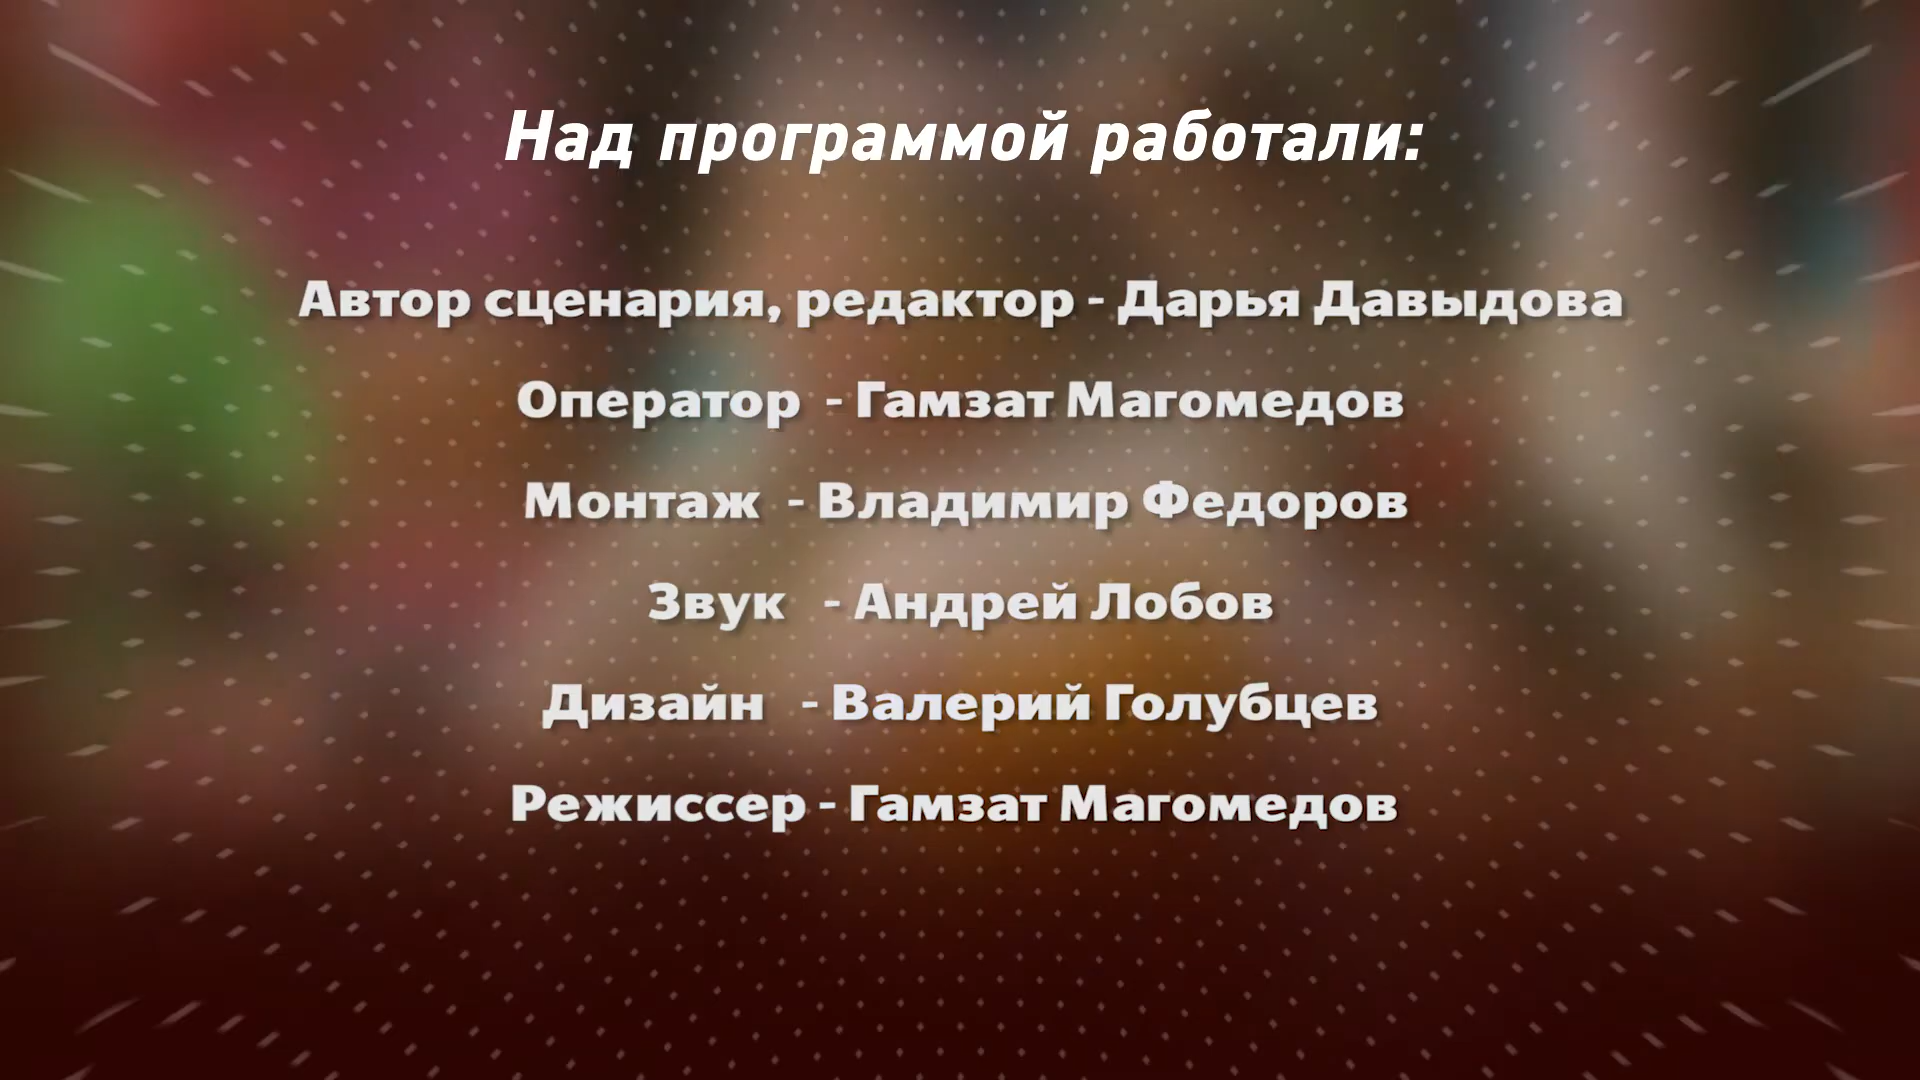 Над программой работали:
Автор сценария, редактор - Дарья Давыдова
Оператор - Гамзат Магомедов
Монтаж - Владимир Федоров
Звук - Андрей Лобов
Дизайн - Валерий Голубцев
Режиссер - Гамзат Магомедов